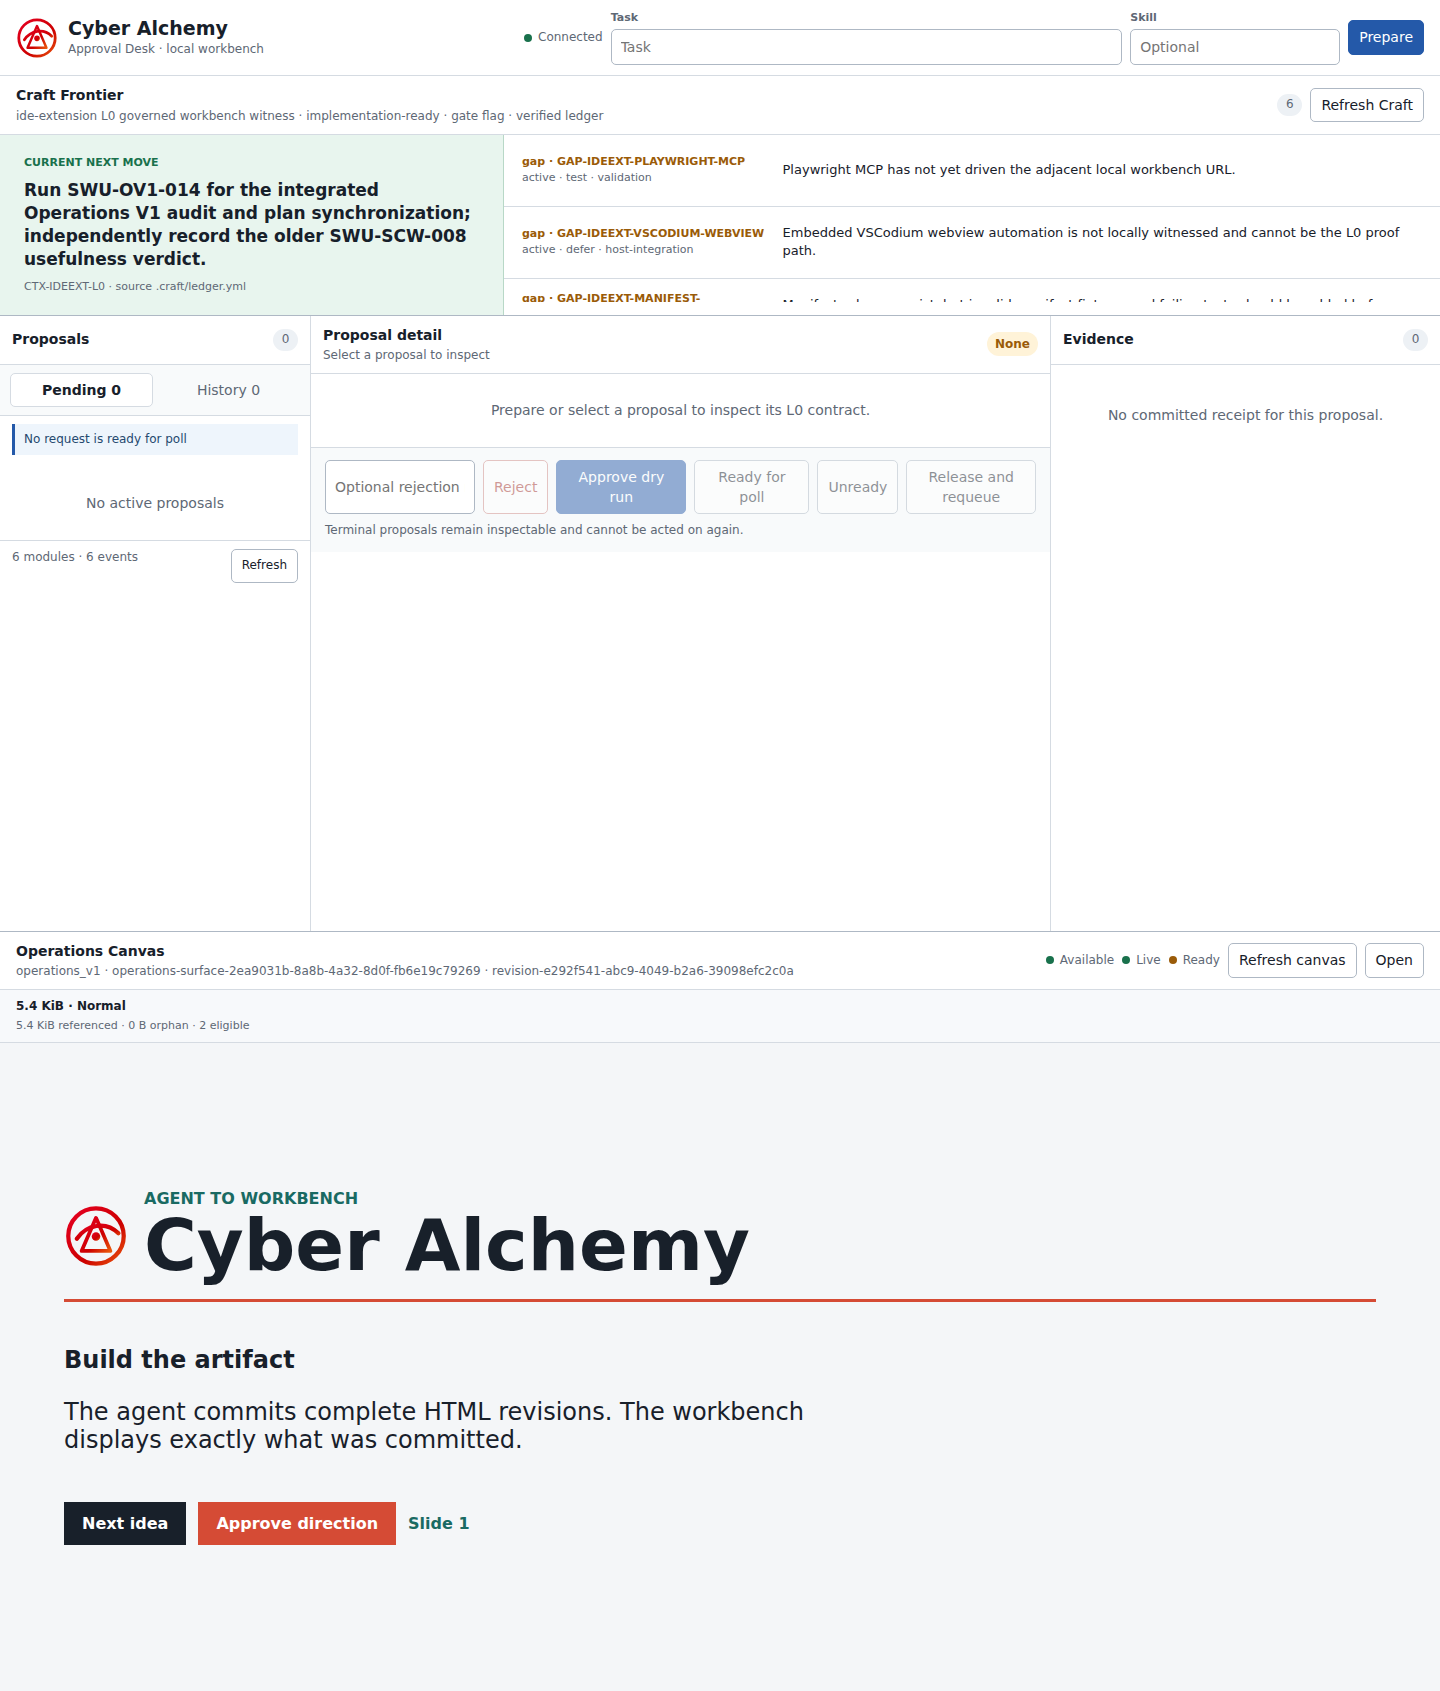 Cyber Alchemy
Approval Desk · local workbench
Connected
Task
Task
Skill
Optional
Prepare
Craft Frontier
ide-extension L0 governed workbench witness · implementation-ready · gate flag · verified ledger
6
Refresh Craft
CURRENT NEXT MOVE
Run SWU-OV1-014 for the integrated
Operations V1 audit and plan synchronization;
independently record the older SWU-SCW-008
usefulness verdict.
CTX-IDEEXT-L0 · source .craft/ledger.yml
gap · GAP-IDEEXT-PLAYWRIGHT-MCP
active · test · validation
Playwright MCP has not yet driven the adjacent local workbench URL.
gap · GAP-IDEEXT-VSCODIUM-WEBVIEW
active · defer · host-integration
Embedded VSCodium webview automation is not locally witnessed and cannot be the L0 proof
path.
gap · GAP-IDEEXT-MANIFEST-
Proposals
0
Pending 0
History 0
No request is ready for poll
No active proposals
6 modules · 6 events
Refresh
Proposal detail
Select a proposal to inspect
None
Prepare or select a proposal to inspect its L0 contract.
Optional rejection
Reject
Approve dry
run
Ready for
poll
Unready
Release and
requeue
Terminal proposals remain inspectable and cannot be acted on again.
Evidence
0
No committed receipt for this proposal.
Operations Canvas
operations_v1 · operations-surface-2ea9031b-8a8b-4a32-8d0f-fb6e19c79269 · revision-e292f541-abc9-4049-b2a6-39098efc2c0a
Available
Live
Ready
Refresh canvas
Open
5.4 KiB · Normal
5.4 KiB referenced · 0 B orphan · 2 eligible
AGENT TO WORKBENCH
Cyber Alchemy
Build the artifact
The agent commits complete HTML revisions. The workbench
displays exactly what was committed.
Next idea
Approve direction
Slide 1